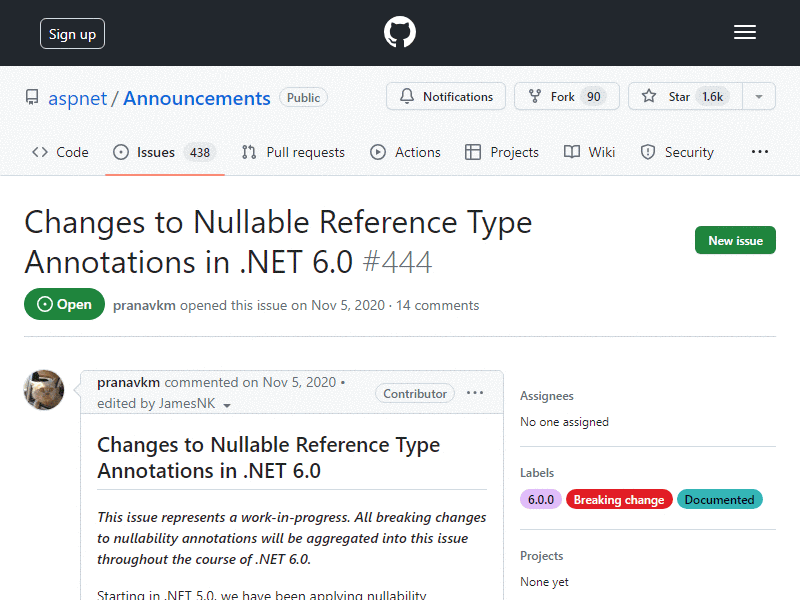 Sign up
aspnet / Announcements Public
Notifications Fork 90 Star 1.6k
Code Issues 438 Pull requests Actions Projects Wiki Security
Changes to Nullable Reference Type
Annotations in .NET 6.0 #444
New issue
Open pranavkm opened this issue on Nov 5, 2020 · 14 comments
pranavkm commented on Nov 5, 2020 •
edited by JamesNK
Contributor
Changes to Nullable Reference Type
Annotations in .NET 6.0
This issue represents a work-in-progress. All breaking changes
to nullability annotations will be aggregated into this issue
throughout the course of .NET 6.0.
Starting in .NET 5.0, we have been applying nullability
Assignees
No one assigned
Labels
6.0.0 Breaking change Documented
Projects
None yet